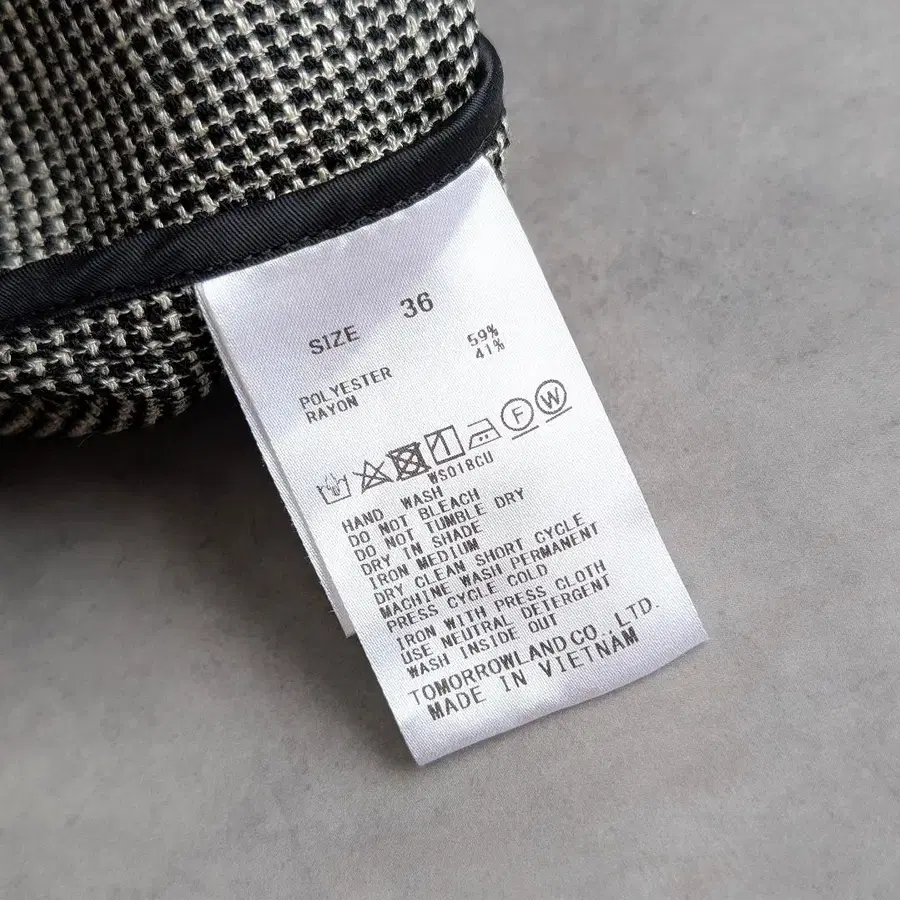 SIZE 36
POLYESTER 59%
RAYON 41%
F W
WS01BCU
HAND WASH
DO NOT BLEACH
DO NOT TUMBLE DRY
DRY IN SHADE
IRON MEDIUM
DRY CLEAN SHORT CYCLE
MACHINE WASH PERMANENT
PRESS CYCLE COLD
IRON WITH PRESS CLOTH
USE NEUTRAL DETERGENT
WASH INSIDE OUT
TOMORROWLAND CO., LTD.
MADE IN VIETNAM